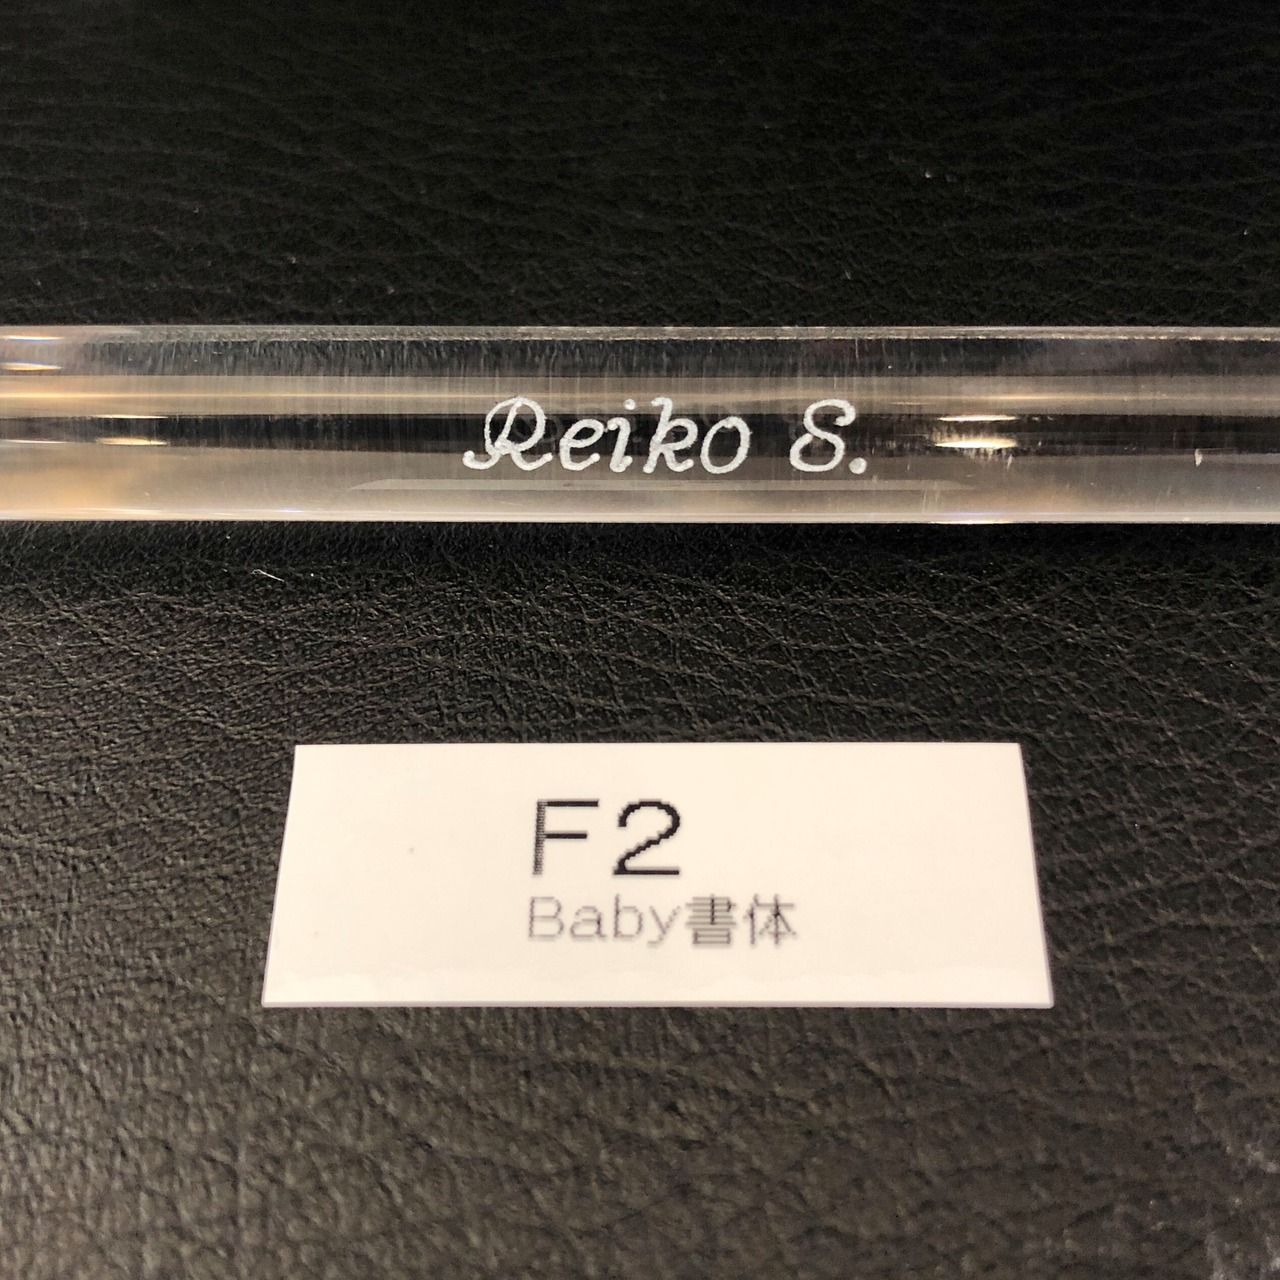 Reiko S.
F2
Baby書体